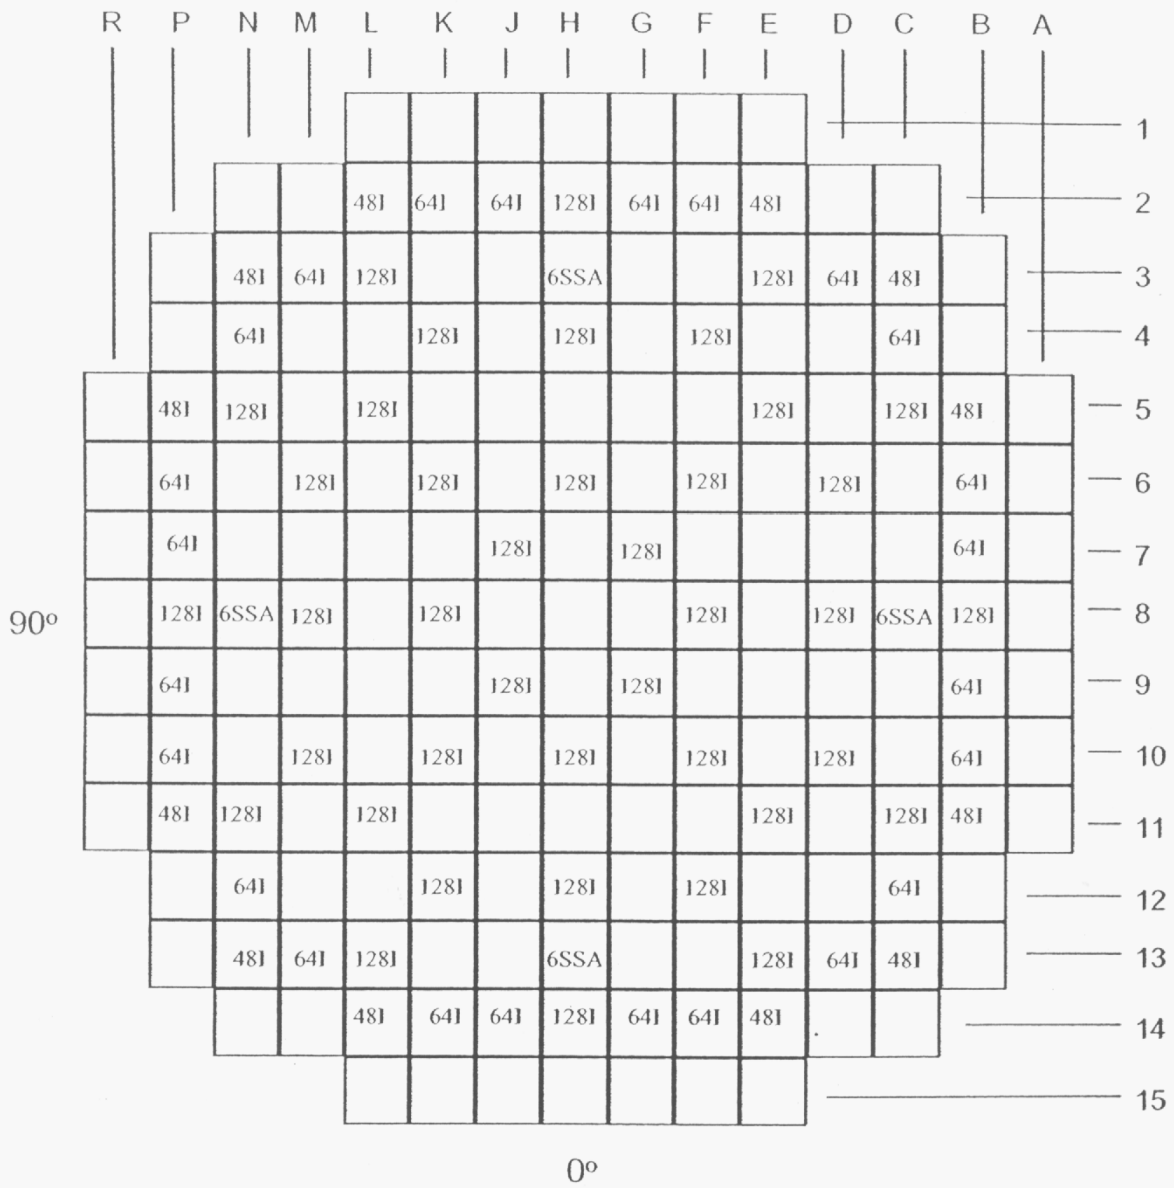 R P N M L K J H G F E D C B A
1
48I 64I 64I 128I 64I 64I 48I 2
48I 64I 128I 6SSA 128I 64I 48I 3
64I 128I 128I 128I 64I 4
48I 128I 128I 128I 128I 48I 5
64I 128I 128I 128I 128I 128I 64I 6
64I 128I 128I 64I 7
90º 128I 6SSA 128I 128I 128I 128I 6SSA 128I 8
64I 128I 128I 64I 9
64I 128I 128I 128I 128I 128I 64I 10
48I 128I 128I 128I 128I 48I 11
64I 128I 128I 128I 64I 12
48I 64I 128I 6SSA 128I 64I 48I 13
48I 64I 64I 128I 64I 64I 48I 14
15
0º